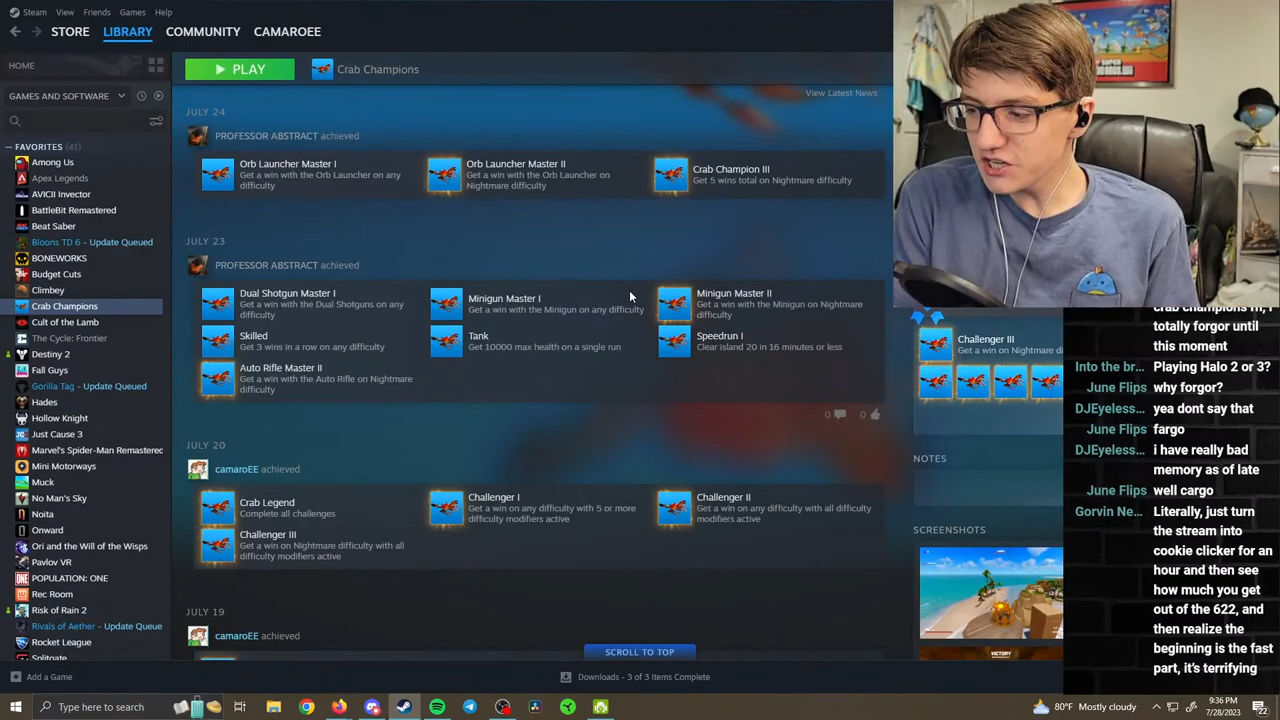 Steam View Friends Games Help
STORE LIBRARY COMMUNITY CAMAROEE
HOME
GAMES AND SOFTWARE
FAVORITES (41)
Among Us
Apex Legends
AVICII Invector
BattleBit Remastered
Beat Saber
Bloons TD 6 - Update Queued
BONEWORKS
Budget Cuts
Climbey
Crab Champions
Cult of the Lamb
The Cycle: Frontier
Destiny 2
Fall Guys
Gorilla Tag - Update Queued
Hades
Hollow Knight
Just Cause 3
Marvel's Spider-Man Remastered
Mini Motorways
Muck
No Man's Sky
Noita
Onward
Ori and the Will of the Wisps
Pavlov VR
POPULATION: ONE
Rec Room
Risk of Rain 2
Rivals of Aether - Update Queued
Rocket League
Splitgate
PLAY Crab Champions
View Latest News
JULY 24
PROFESSOR ABSTRACT achieved
Orb Launcher Master I
Get a win with the Orb Launcher on any
difficulty
Orb Launcher Master II
Get a win with the Orb Launcher on
Nightmare difficulty
Crab Champion III
Get 5 wins total on Nightmare difficulty
JULY 23
PROFESSOR ABSTRACT achieved
Dual Shotgun Master I
Get a win with the Dual Shotguns on any
difficulty
Minigun Master I
Get a win with the Minigun on any difficulty
Minigun Master II
Get a win with the Minigun on Nightmare
difficulty
Skilled
Get 3 wins in a row on any difficulty
Tank
Get 10000 max health on a single run
Speedrun I
Clear island 20 in 16 minutes or less
Auto Rifle Master II
Get a win with the Auto Rifle on Nightmare
difficulty
0 0
JULY 20
camaroEE achieved
Crab Legend
Complete all challenges
Challenger I
Get a win on any difficulty with 5 or more
difficulty modifiers active
Challenger II
Get a win on any difficulty with all difficulty
modifiers active
Challenger III
Get a win on Nightmare difficulty with all
difficulty modifiers active
JULY 19
camaroEE achieved
SCROLL TO TOP
Challenger III
Get a win on Nightmare di
NOTES
SCREENSHOTS
VICTORY
totally forgor until
this moment
Into the br... Playing Halo 2 or 3?
June Flips why forgor?
DJEyeless... yea dont say that
June Flips fargo
DJEyeless... i have really bad
memory as of late
June Flips well cargo
Gorvin Ne... Literally, just turn
the stream into
cookie clicker for an
hour and then see
how much you get
out of the 622, and
then realize the
beginning is the fast
part, it's terrifying
Add a Game
Downloads - 3 of 3 Items Complete
Type here to search
80°F Mostly cloudy
9:36 PM
7/28/2023
22